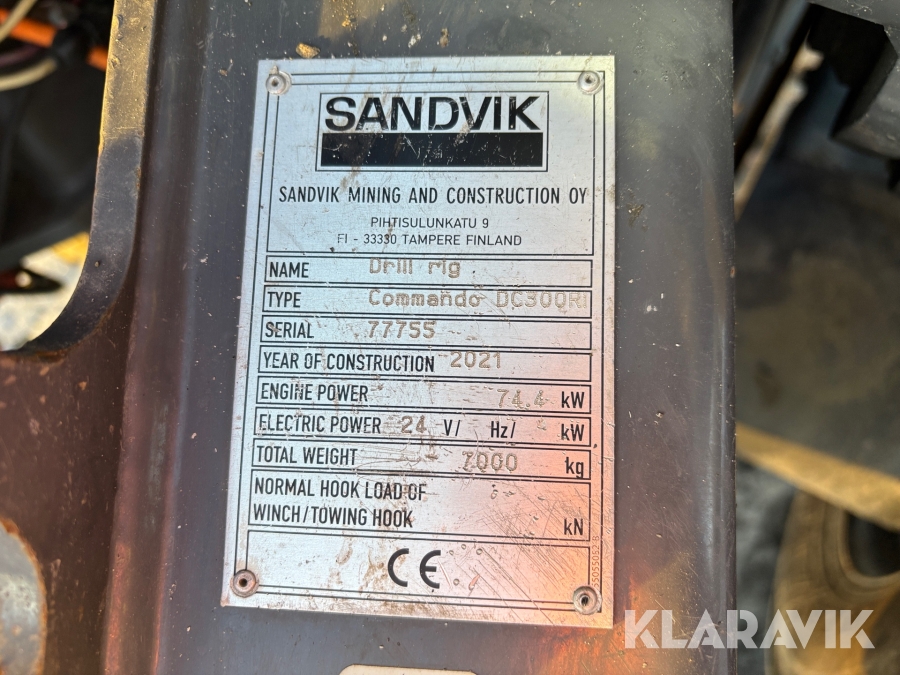 SANDVIK
SANDVIK MINING AND CONSTRUCTION OY
PIHTISULUNKATU 9
FI - 33330 TAMPERE FINLAND
NAME Drill rig
TYPE Commando DC300Ri
SERIAL 77755
YEAR OF CONSTRUCTION 2021
ENGINE POWER 74.4 kW
ELECTRIC POWER 24 V/ Hz/ - kW
TOTAL WEIGHT 7000 kg
NORMAL HOOK LOAD OF
WINCH/TOWING HOOK - kN
CE
55055052 B
KLARAVIK